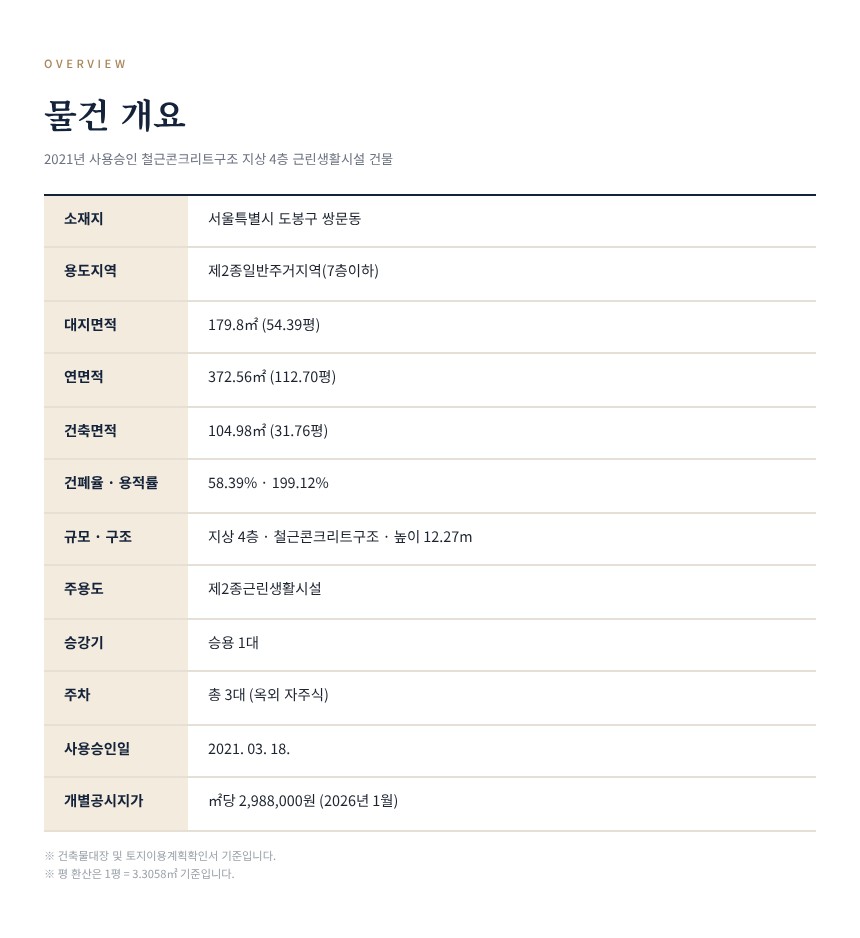 OVERVIEW
물건 개요
2021년 사용승인 철근콘크리트구조 지상 4층 근린생활시설 건물
소재지 서울특별시 도봉구 쌍문동
용도지역 제2종일반주거지역(7층이하)
대지면적 179.8㎡ (54.39평)
연면적 372.56㎡ (112.70평)
건축면적 104.98㎡ (31.76평)
건폐율 · 용적률 58.39% · 199.12%
규모 · 구조 지상 4층 · 철근콘크리트구조 · 높이 12.27m
주용도 제2종근린생활시설
승강기 승용 1대
주차 총 3대 (옥외 자주식)
사용승인일 2021. 03. 18.
개별공시지가 ㎡당 2,988,000원 (2026년 1월)
※ 건축물대장 및 토지이용계획확인서 기준입니다.
※ 평 환산은 1평 = 3.3058㎡ 기준입니다.